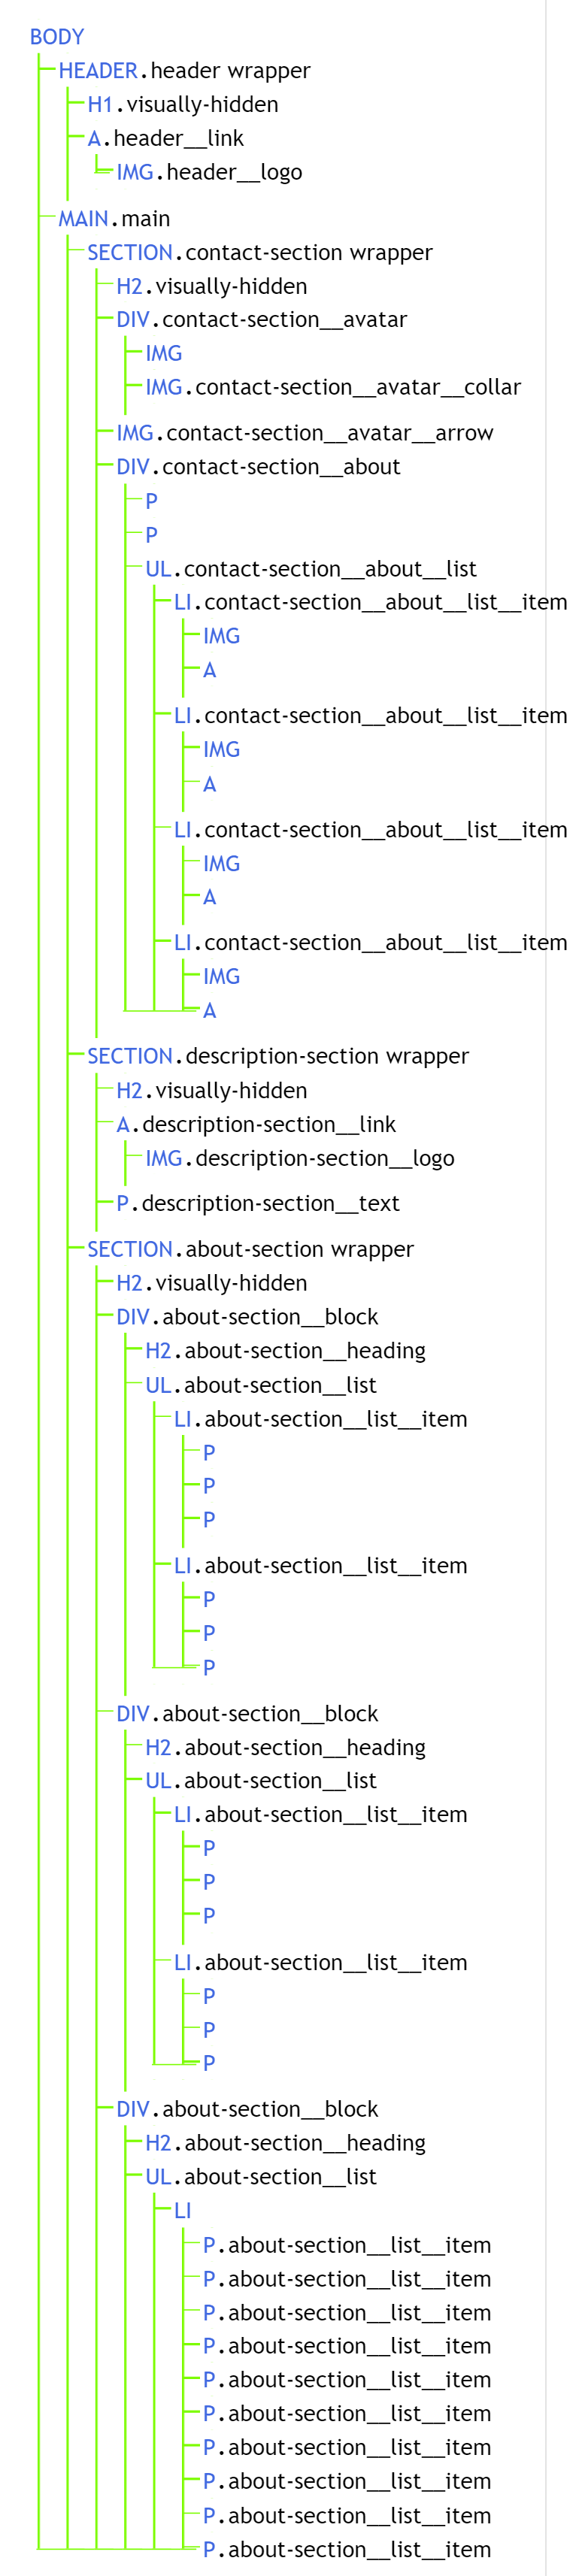 BODY
HEADER.header wrapper
H1.visually-hidden
A.header__link
IMG.header__logo
MAIN.main
SECTION.contact-section wrapper
H2.visually-hidden
DIV.contact-section__avatar
IMG
IMG.contact-section__avatar__collar
IMG.contact-section__avatar__arrow
DIV.contact-section__about
P
P
UL.contact-section__about__list
LI.contact-section__about__list__item
IMG
A
LI.contact-section__about__list__item
IMG
A
LI.contact-section__about__list__item
IMG
A
LI.contact-section__about__list__item
IMG
A
SECTION.description-section wrapper
H2.visually-hidden
A.description-section__link
IMG.description-section__logo
P.description-section__text
SECTION.about-section wrapper
H2.visually-hidden
DIV.about-section__block
H2.about-section__heading
UL.about-section__list
LI.about-section__list__item
P
P
P
LI.about-section__list__item
P
P
P
DIV.about-section__block
H2.about-section__heading
UL.about-section__list
LI.about-section__list__item
P
P
P
LI.about-section__list__item
P
P
P
DIV.about-section__block
H2.about-section__heading
UL.about-section__list
LI
P.about-section__list__item
P.about-section__list__item
P.about-section__list__item
P.about-section__list__item
P.about-section__list__item
P.about-section__list__item
P.about-section__list__item
P.about-section__list__item
P.about-section__list__item
P.about-section__list__item